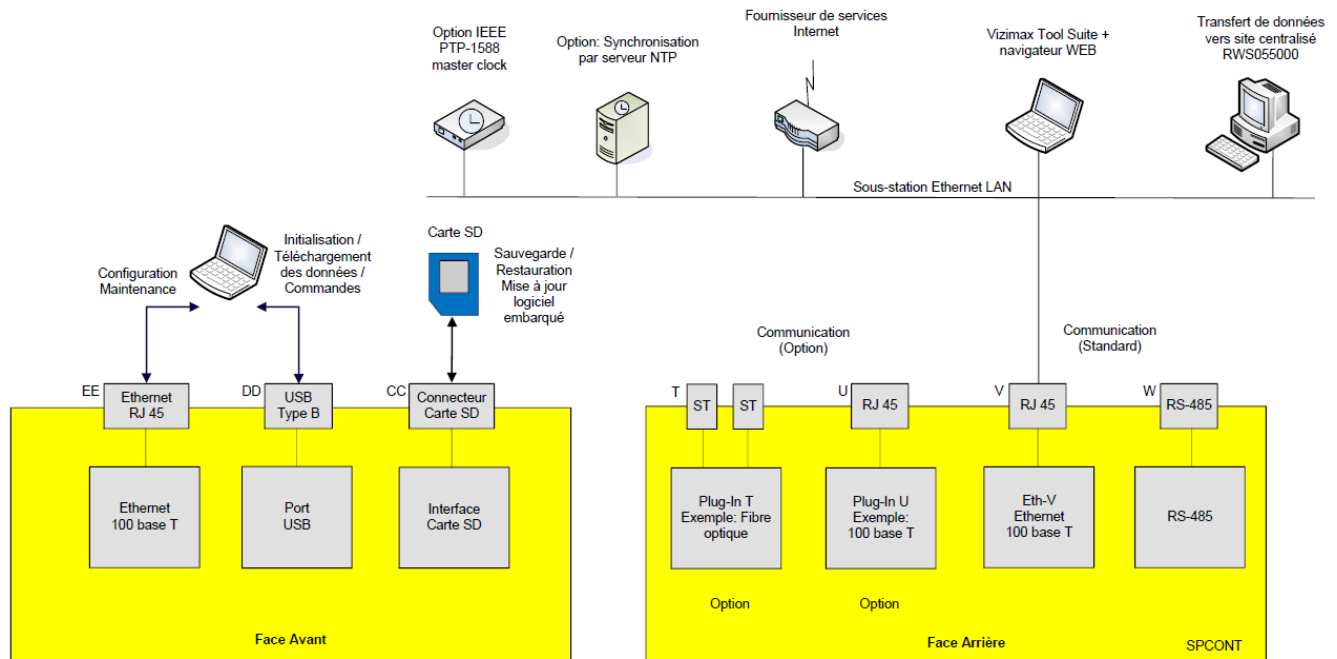 Option IEEE
PTP-1588
master clock
Option: Synchronisation
par serveur NTP
Fournisseur de services
Internet
Vizimax Tool Suite +
navigateur WEB
Transfert de données
vers site centralisé
RWS055000
Sous-station Ethernet LAN
Configuration
Maintenance
Initialisation /
Téléchargement
des données /
Commandes
Carte SD
Sauvegarde /
Restauration
Mise à jour
logiciel
embarqué
Communication
(Option)
Communication
(Standard)
EE
Ethernet
RJ 45
DD
USB
Type B
CC
Connecteur
Carte SD
T
ST
ST
U
RJ 45
V
RJ 45
W
RS-485
Ethernet
100 base T
Port
USB
Interface
Carte SD
Plug-In T
Exemple: Fibre
optique
Plug-In U
Exemple:
100 base T
Eth-V
Ethernet
100 base T
RS-485
Option
Option
Face Avant
Face Arrière
SPCONT